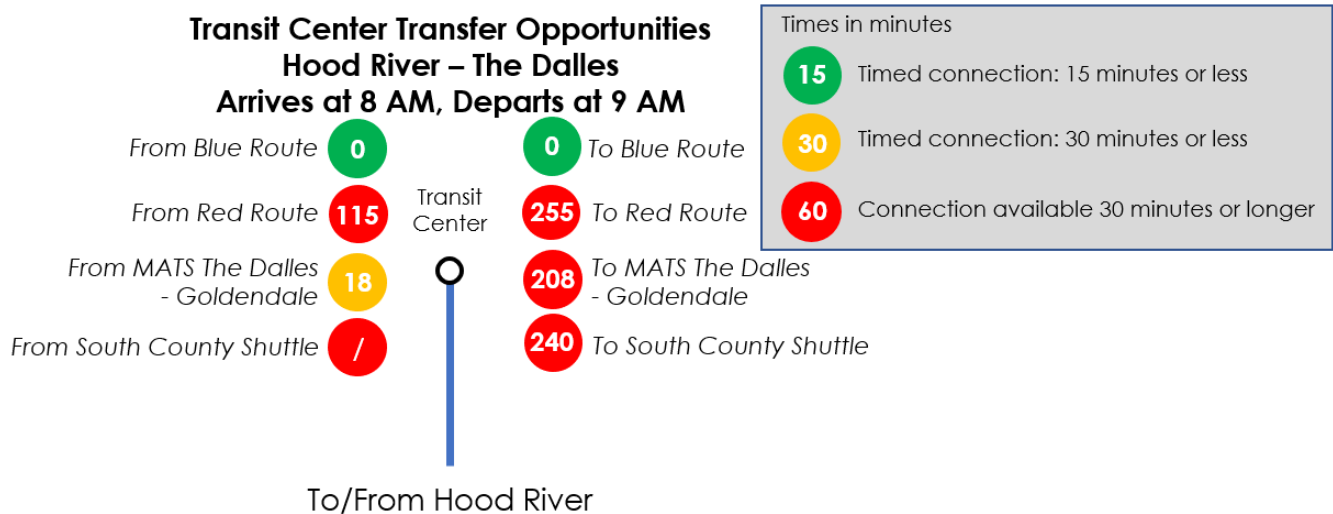 Transit Center Transfer Opportunities
Hood River – The Dalles
Arrives at 8 AM, Departs at 9 AM
From Blue Route 0
0 To Blue Route
From Red Route 115
Transit
Center
255 To Red Route
From MATS The Dalles
- Goldendale
18
208
To MATS The Dalles
- Goldendale
From South County Shuttle /
240 To South County Shuttle
To/From Hood River
Times in minutes
15 Timed connection: 15 minutes or less
30 Timed connection: 30 minutes or less
60 Connection available 30 minutes or longer